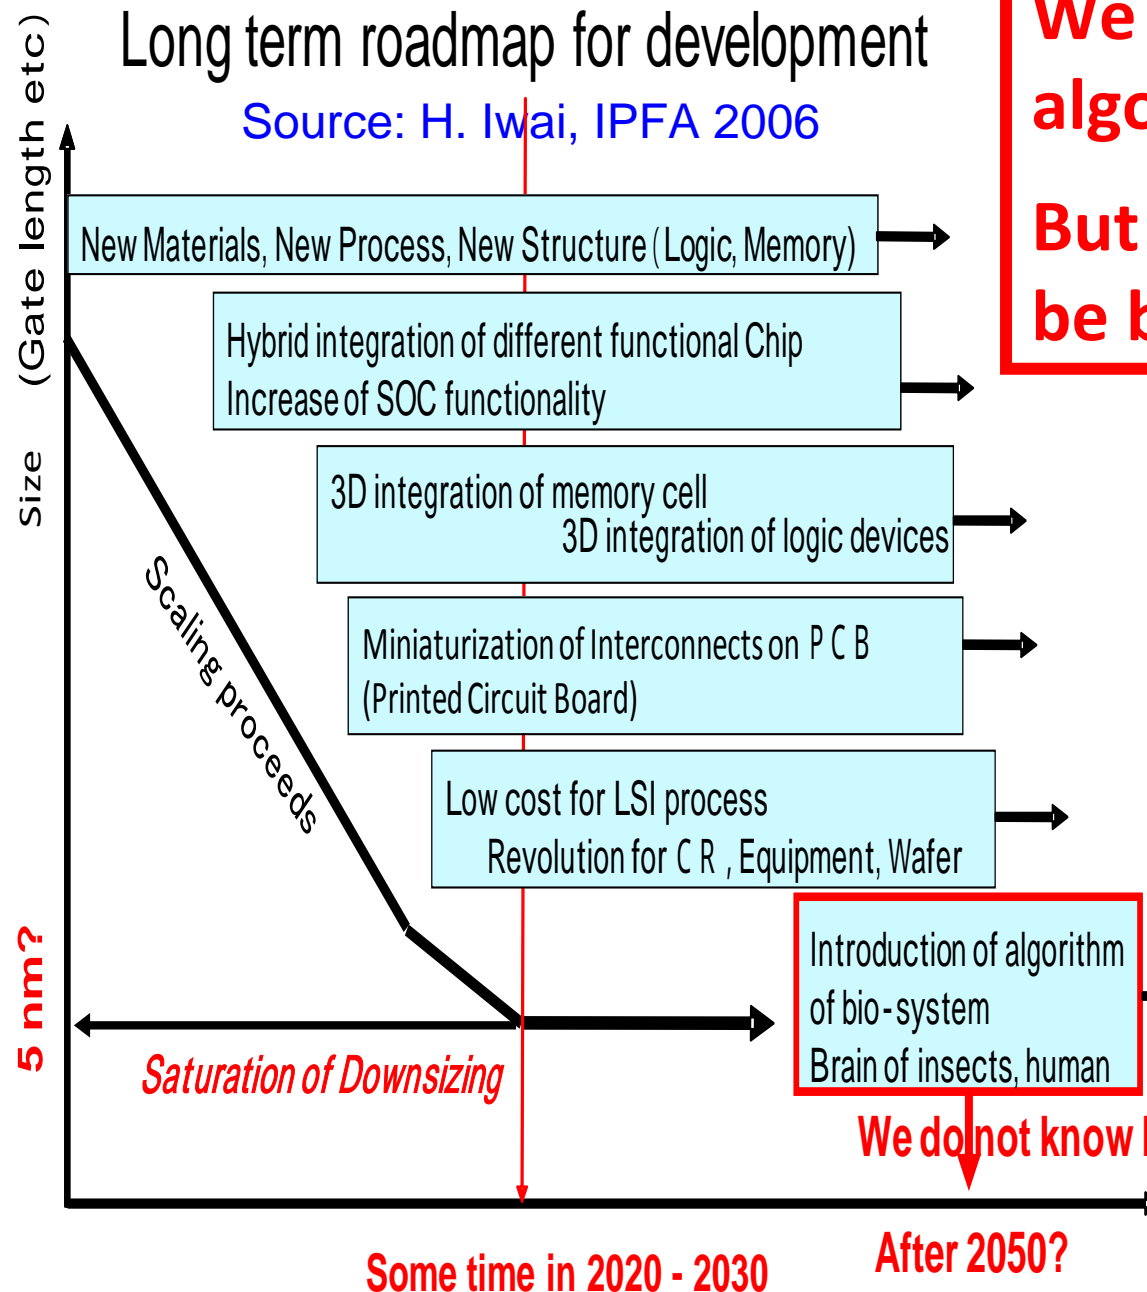 Long term roadmap for development
Source: H. Iwai, IPFA 2006
We
But
be
Size (Gate length etc)
New Materials, New Process, New Structure (Logic, Memory)
Hybrid integration of different functional Chip
Increase of SOC functionality
3D integration of memory cell
3D integration of logic devices
Miniaturization of Interconnects on PCB
(Printed Circuit Board)
Low cost for LSI process
Revolution for CR, Equipment, Wafer
Scaling proceeds
Introduction of algorithm
of bio-system
Brain of insects, human
5 nm?
Saturation of Downsizing
We do not know
After 2050?
Some time in 2020 - 2030